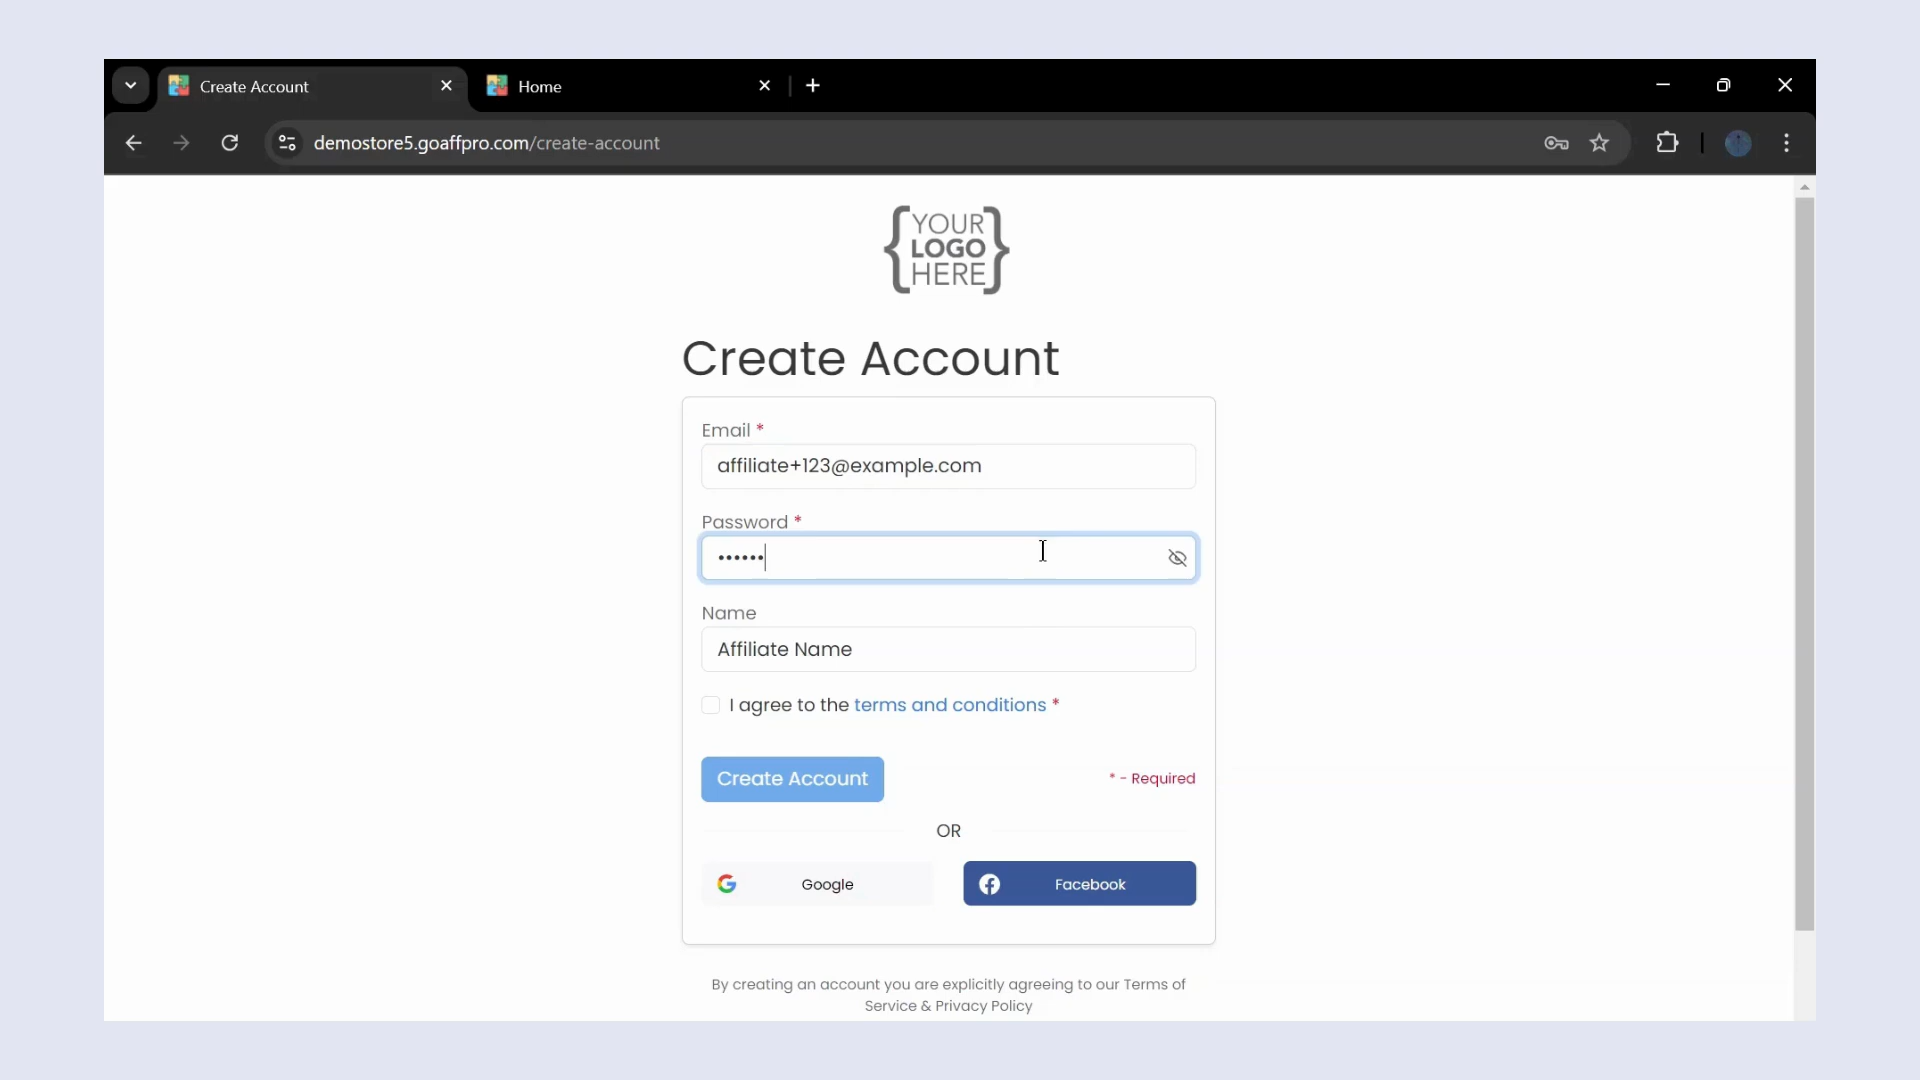 Create Account
Home
demostore5.goaffpro.com/create-account
{YOUR
LOGO
HERE}
Create Account
Email *
affiliate+123@example.com
Password *
••••••
Name
Affiliate Name
I agree to the terms and conditions *
Create Account
* - Required
OR
Google
Facebook
By creating an account you are explicitly agreeing to our Terms of
Service & Privacy Policy